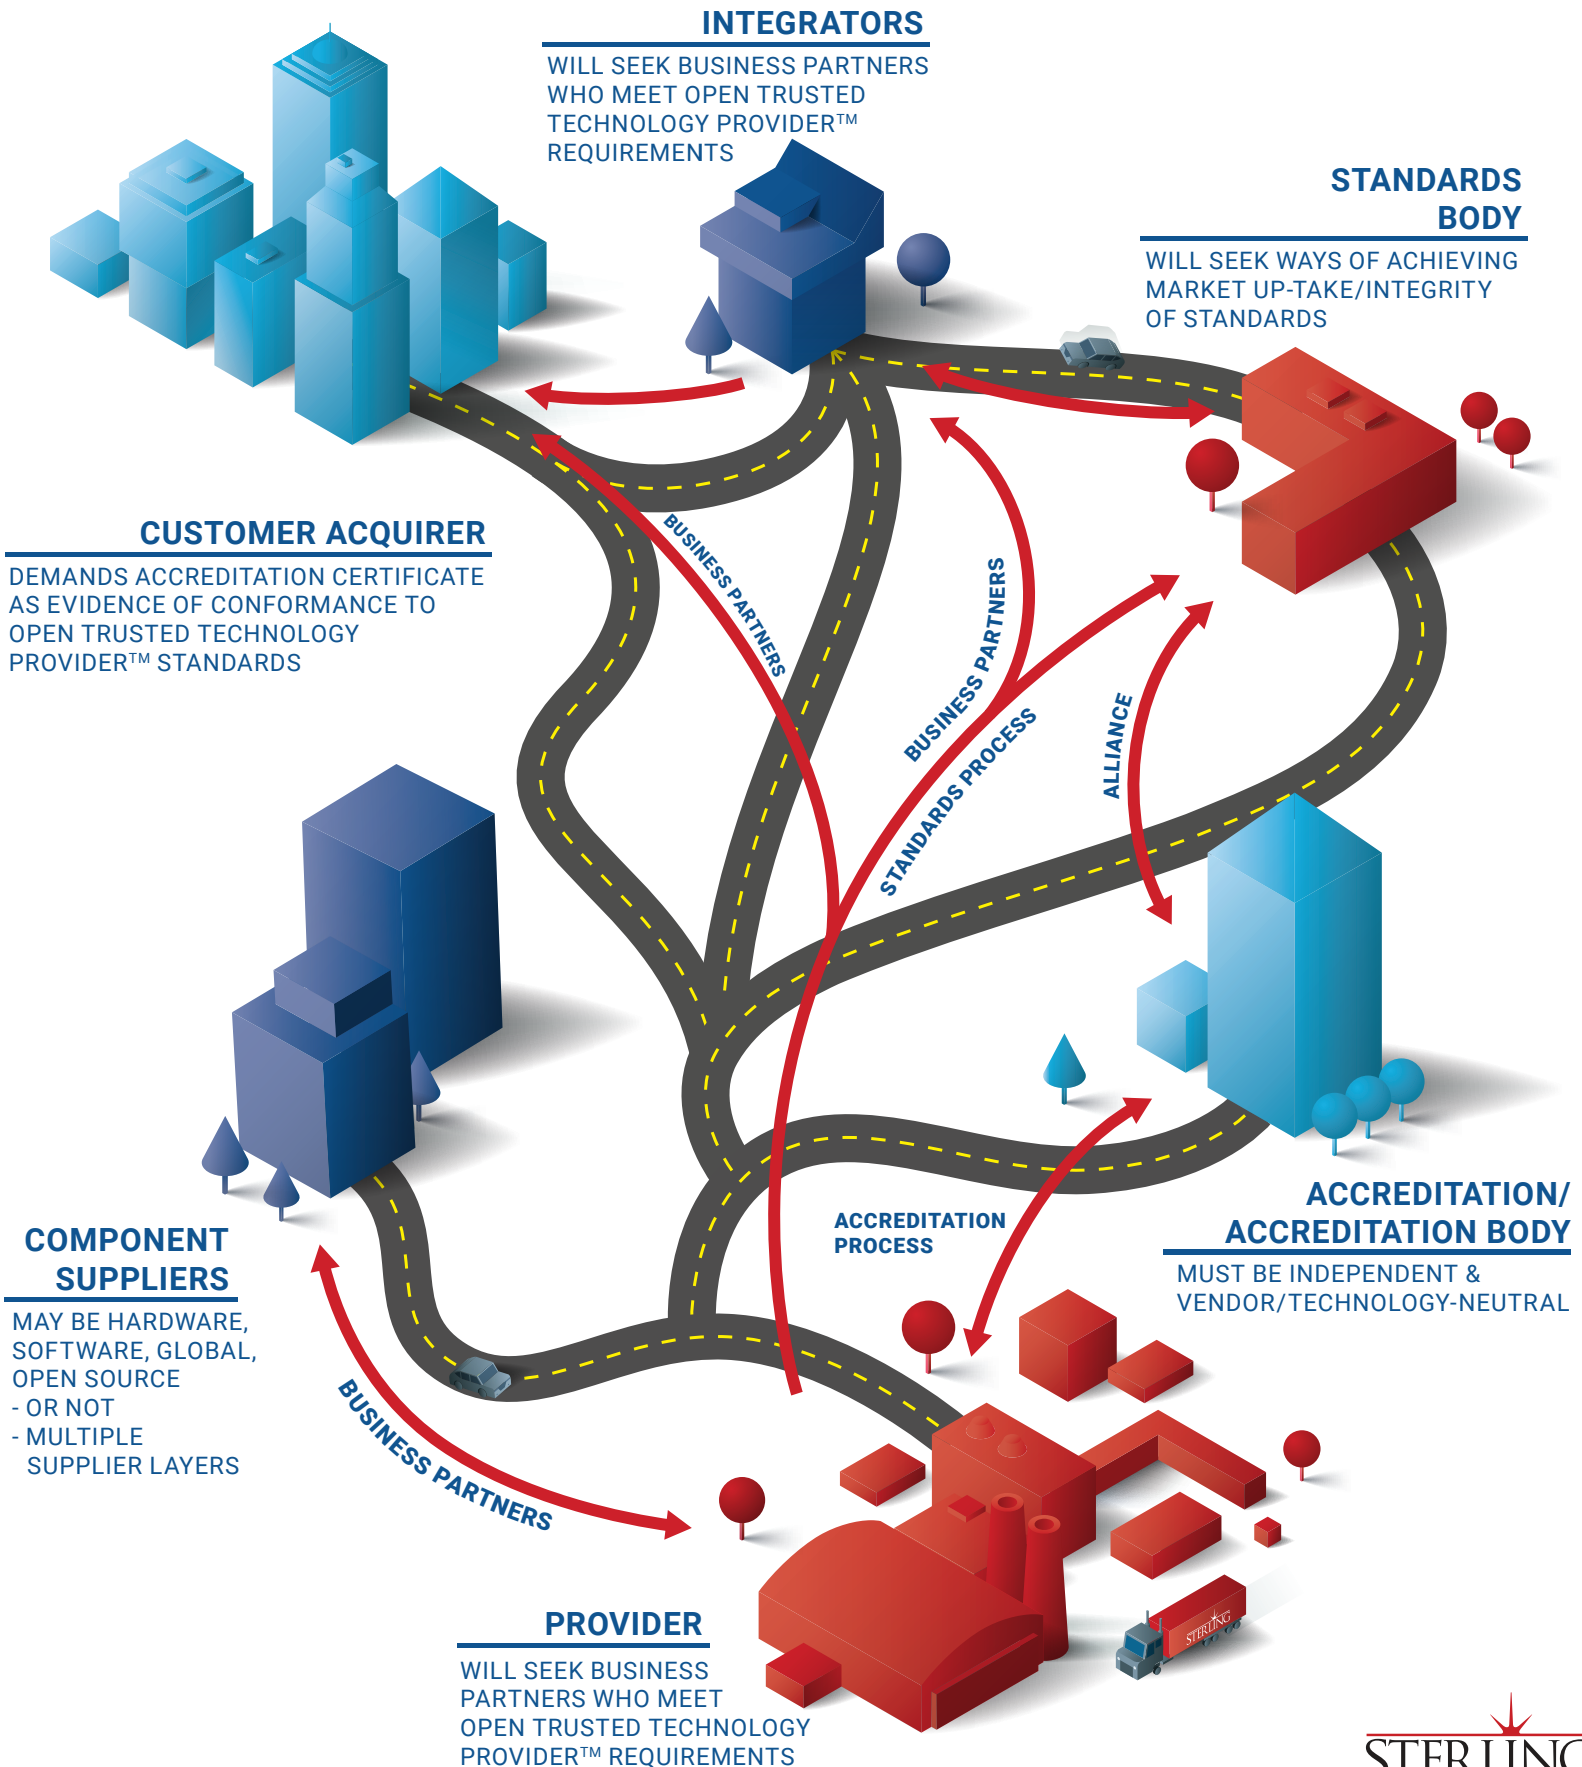 INTEGRATORS
WILL SEEK BUSINESS PARTNERS
WHO MEET OPEN TRUSTED
TECHNOLOGY PROVIDER™
REQUIREMENTS
STANDARDS
BODY
WILL SEEK WAYS OF ACHIEVING
MARKET UP-TAKE/INTEGRITY
OF STANDARDS
CUSTOMER ACQUIRER
DEMANDS ACCREDITATION CERTIFICATE
AS EVIDENCE OF CONFORMANCE TO
OPEN TRUSTED TECHNOLOGY
PROVIDER™ STANDARDS
BUSINESS PARTNERS
BUSINESS PARTNERS
STANDARDS PROCESS
ALLIANCE
ACCREDITATION
PROCESS
ACCREDITATION/
ACCREDITATION BODY
MUST BE INDEPENDENT &
VENDOR/TECHNOLOGY-NEUTRAL
COMPONENT
SUPPLIERS
MAY BE HARDWARE,
SOFTWARE, GLOBAL,
OPEN SOURCE
- OR NOT
- MULTIPLE
SUPPLIER LAYERS
BUSINESS PARTNERS
PROVIDER
WILL SEEK BUSINESS
PARTNERS WHO MEET
OPEN TRUSTED TECHNOLOGY
PROVIDER™ REQUIREMENTS
STERLING
STERLING